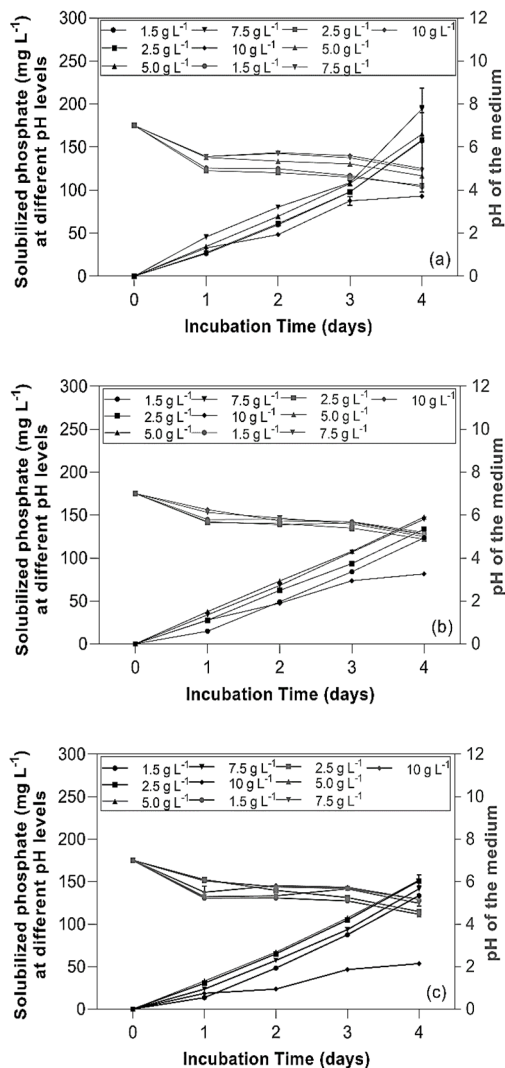 300
250
200
150
100
50
0
Solubilized phosphate (mg L⁻¹)
at different pH levels
1.5 g L⁻¹ 7.5 g L⁻¹ 2.5 g L⁻¹ 10 g L⁻¹
2.5 g L⁻¹ 10 g L⁻¹ 5.0 g L⁻¹
5.0 g L⁻¹ 1.5 g L⁻¹ 7.5 g L⁻¹
12
10
8
6
4
2
0
pH of the medium
(a)
0 1 2 3 4
Incubation Time (days)
300
250
200
150
100
50
0
Solubilized phosphate (mg L⁻¹)
at different pH levels
1.5 g L⁻¹ 7.5 g L⁻¹ 2.5 g L⁻¹ 10 g L⁻¹
2.5 g L⁻¹ 10 g L⁻¹ 5.0 g L⁻¹
5.0 g L⁻¹ 1.5 g L⁻¹ 7.5 g L⁻¹
12
10
8
6
4
2
0
pH of the medium
(b)
0 1 2 3 4
Incubation Time (days)
300
250
200
150
100
50
0
Solubilized phosphate (mg L⁻¹)
at different pH levels
1.5 g L⁻¹ 7.5 g L⁻¹ 2.5 g L⁻¹ 10 g L⁻¹
2.5 g L⁻¹ 10 g L⁻¹ 5.0 g L⁻¹
5.0 g L⁻¹ 1.5 g L⁻¹ 7.5 g L⁻¹
12
10
8
6
4
2
0
pH of the medium
(c)
0 1 2 3 4
Incubation Time (days)